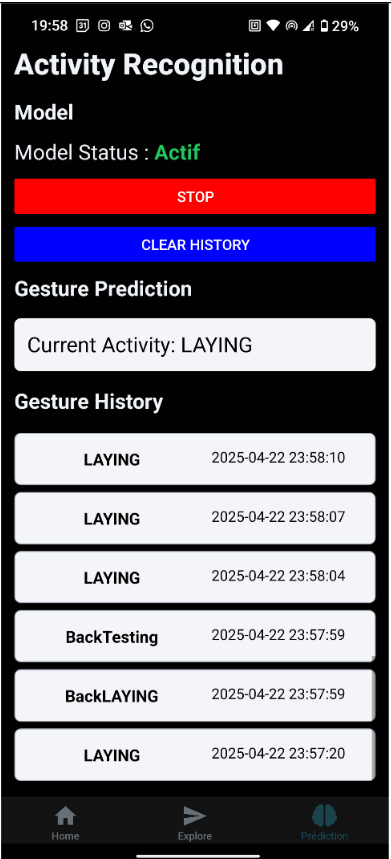 19:58 31 29%
Activity Recognition
Model
Model Status : Actif
STOP
CLEAR HISTORY
Gesture Prediction
Current Activity: LAYING
Gesture History
LAYING 2025-04-22 23:58:10
LAYING 2025-04-22 23:58:07
LAYING 2025-04-22 23:58:04
BackTesting 2025-04-22 23:57:59
BackLAYING 2025-04-22 23:57:59
LAYING 2025-04-22 23:57:20
Home Explore Prédiction